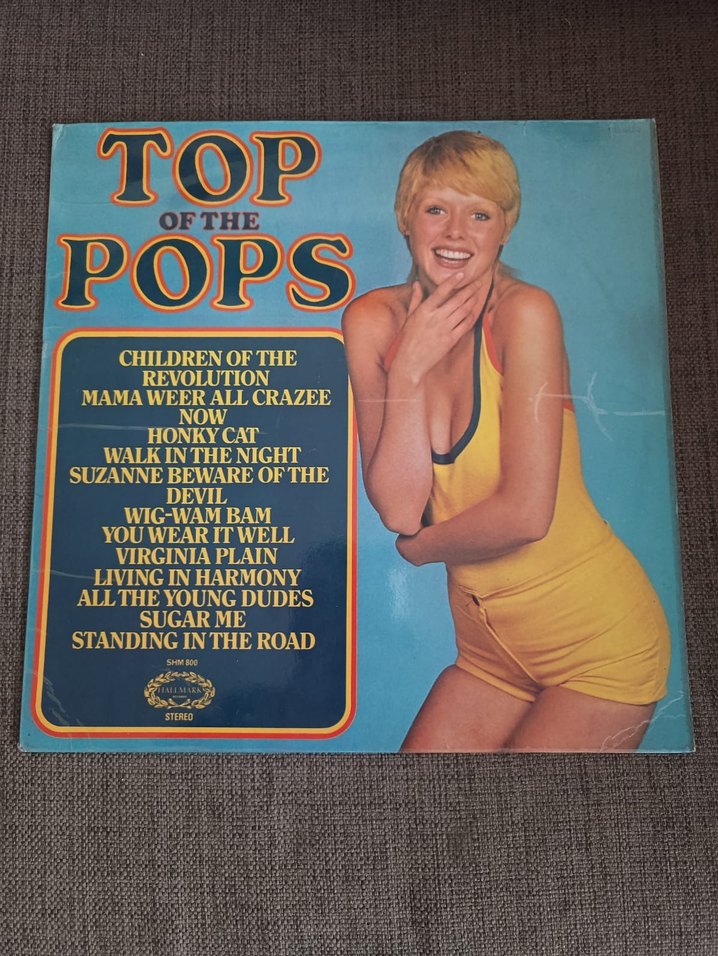 TOP
OF THE
POPS
CHILDREN OF THE
REVOLUTION
MAMA WEER ALL CRAZEE
NOW
HONKY CAT
WALK IN THE NIGHT
SUZANNE BEWARE OF THE
DEVIL
WIG-WAM BAM
YOU WEAR IT WELL
VIRGINIA PLAIN
LIVING IN HARMONY
ALL THE YOUNG DUDES
SUGAR ME
STANDING IN THE ROAD
SHM 800
HALLMARK
RECORDS
STEREO